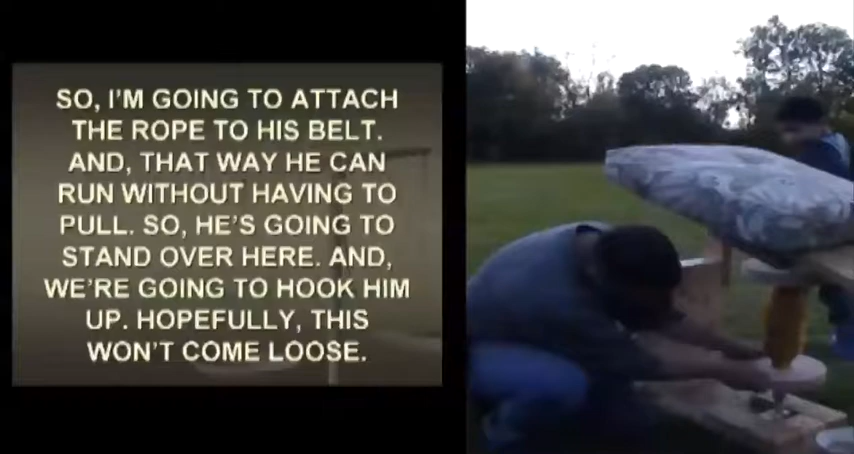 SO, I'M GOING TO ATTACH
THE ROPE TO HIS BELT.
AND, THAT WAY HE CAN
RUN WITHOUT HAVING TO
PULL. SO, HE'S GOING TO
STAND OVER HERE. AND,
WE'RE GOING TO HOOK HIM
UP. HOPEFULLY, THIS
WON'T COME LOOSE.